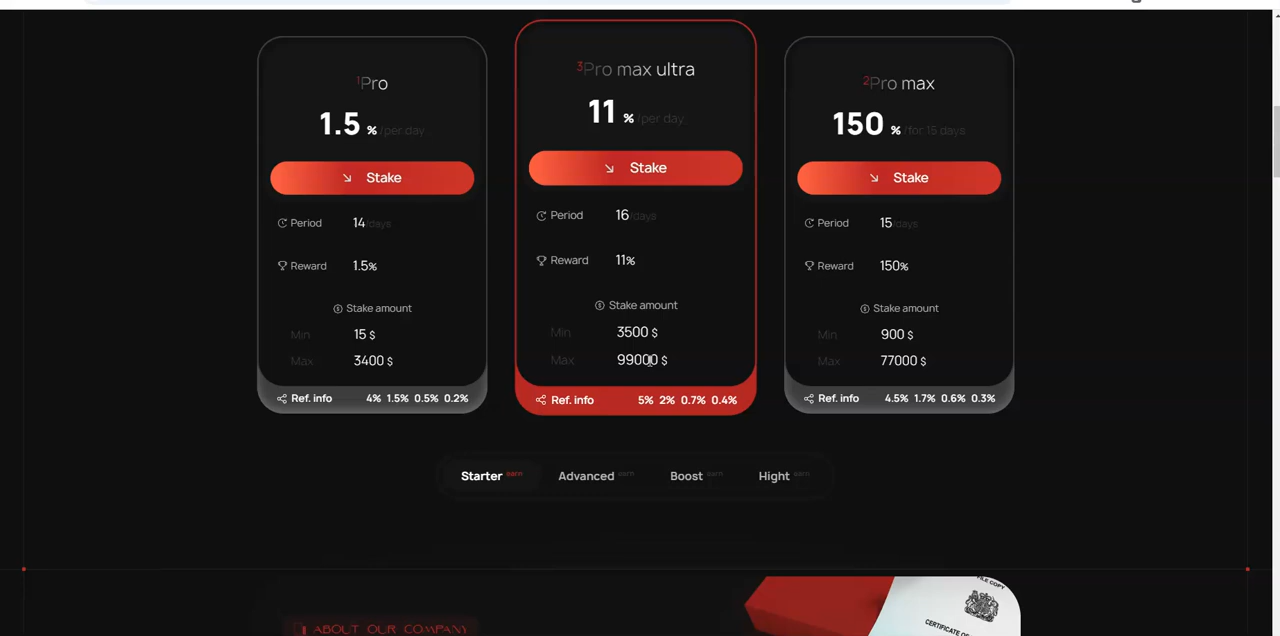 1Pro
1.5 % /per day
Stake
Period 14/days
Reward 1.5%
Stake amount
Min 15 $
Max 3400 $
Ref. info 4% 1.5% 0.5% 0.2%
3Pro max ultra
11 % /per day
Stake
Period 16/days
Reward 11%
Stake amount
Min 3500 $
Max 99000 $
Ref. info 5% 2% 0.7% 0.4%
2Pro max
150 % /for 15 days
Stake
Period 15/days
Reward 150%
Stake amount
Min 900 $
Max 77000 $
Ref. info 4.5% 1.7% 0.6% 0.3%
Starter earn Advanced earn Boost earn Hight earn
ABOUT OUR COMPANY
FILE COPY
CERTIFICATE OF